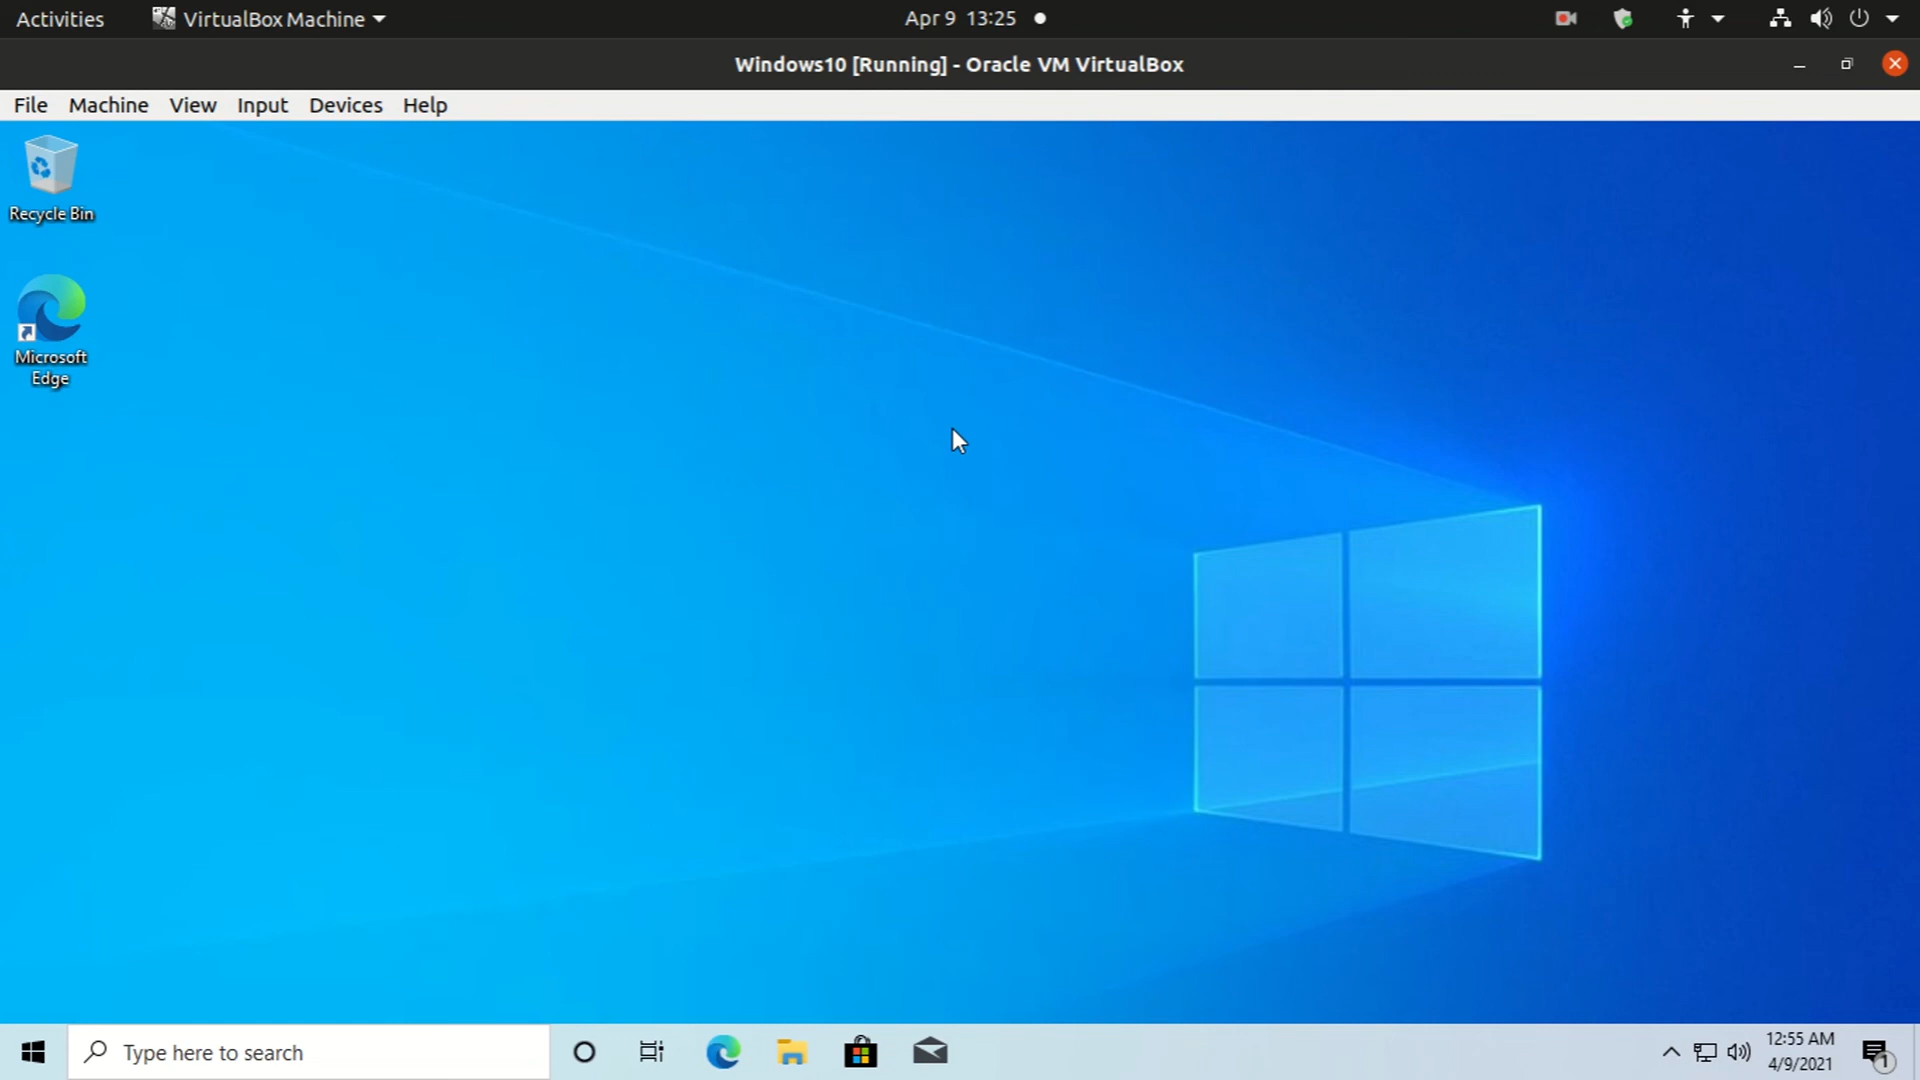 Activities
VirtualBox Machine
Apr 9 13:25
Windows10 [Running] - Oracle VM VirtualBox
File Machine View Input Devices Help
Recycle Bin
Microsoft
Edge
Type here to search
12:55 AM
4/9/2021
1